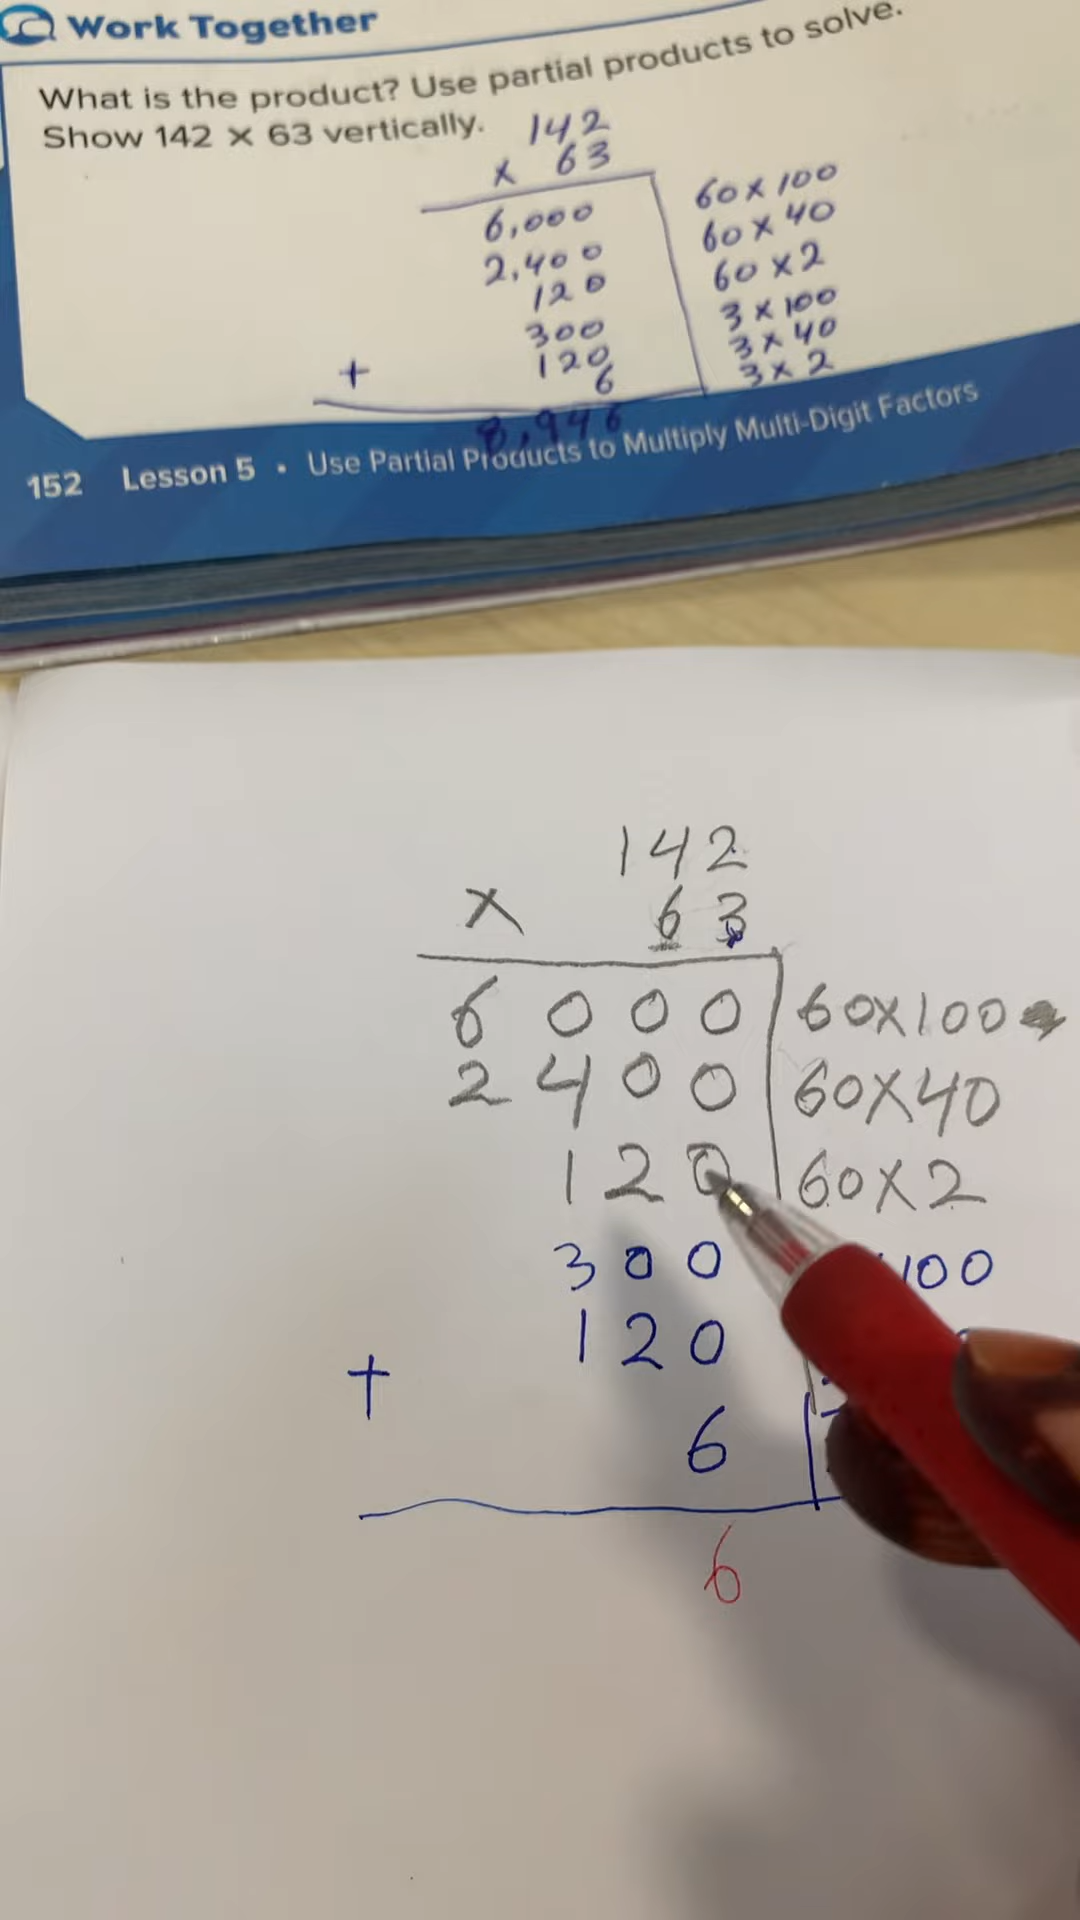 Work Together
What is the product? Use partial products to solve.
Show 142 × 63 vertically.
142
× 63
6,000 60 × 100
2,400 60 × 40
120 60 × 2
300 3 × 100
120 3 × 40
+ 6 3 × 2
8,946
152 Lesson 5 • Use Partial Products to Multiply Multi-Digit Factors
142
× 63
6000 60×100
2400 60×40
120 60×2
300 100
120
+ 6
6